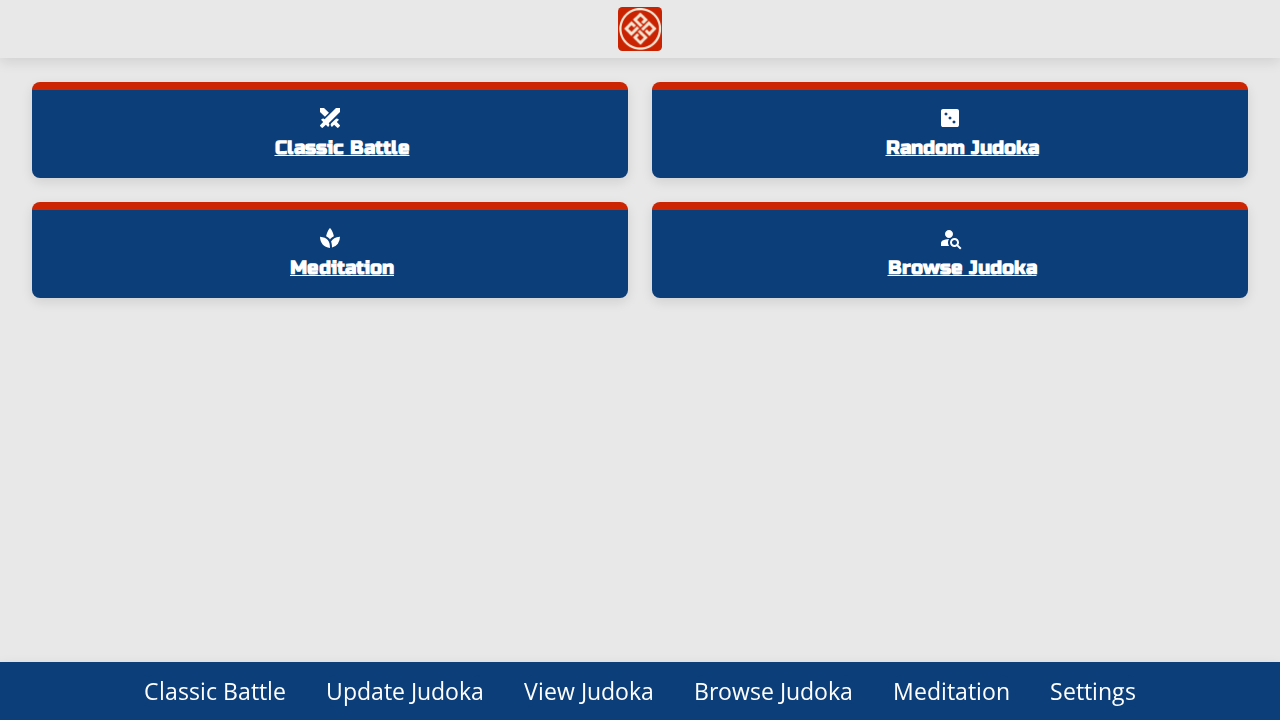 Classic Battle
Random Judoka
Meditation
Browse Judoka
Classic Battle Update Judoka View Judoka Browse Judoka Meditation Settings